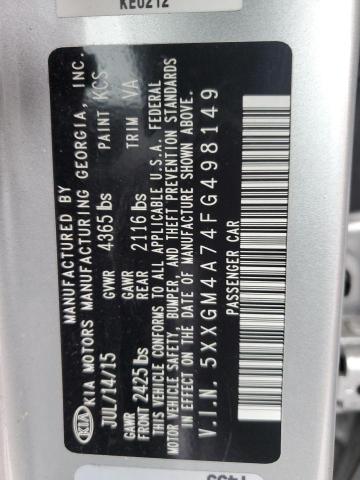 KE0212
KIA
MANUFACTURED BY
KIA MOTORS MANUFACTURING GEORGIA, INC.
JUL/14/15 GVWR 4365 lbs PAINT KCS
GAWR FRONT 2425 lbs GAWR REAR 2116 lbs TRIM VA
THIS VEHICLE CONFORMS TO ALL APPLICABLE U.S.A. FEDERAL
MOTOR VEHICLE SAFETY, BUMPER, AND THEFT PREVENTION STANDARDS
IN EFFECT ON THE DATE OF MANUFACTURE SHOWN ABOVE.
V.I.N. 5XXGM4A74FG498149
PASSENGER CAR